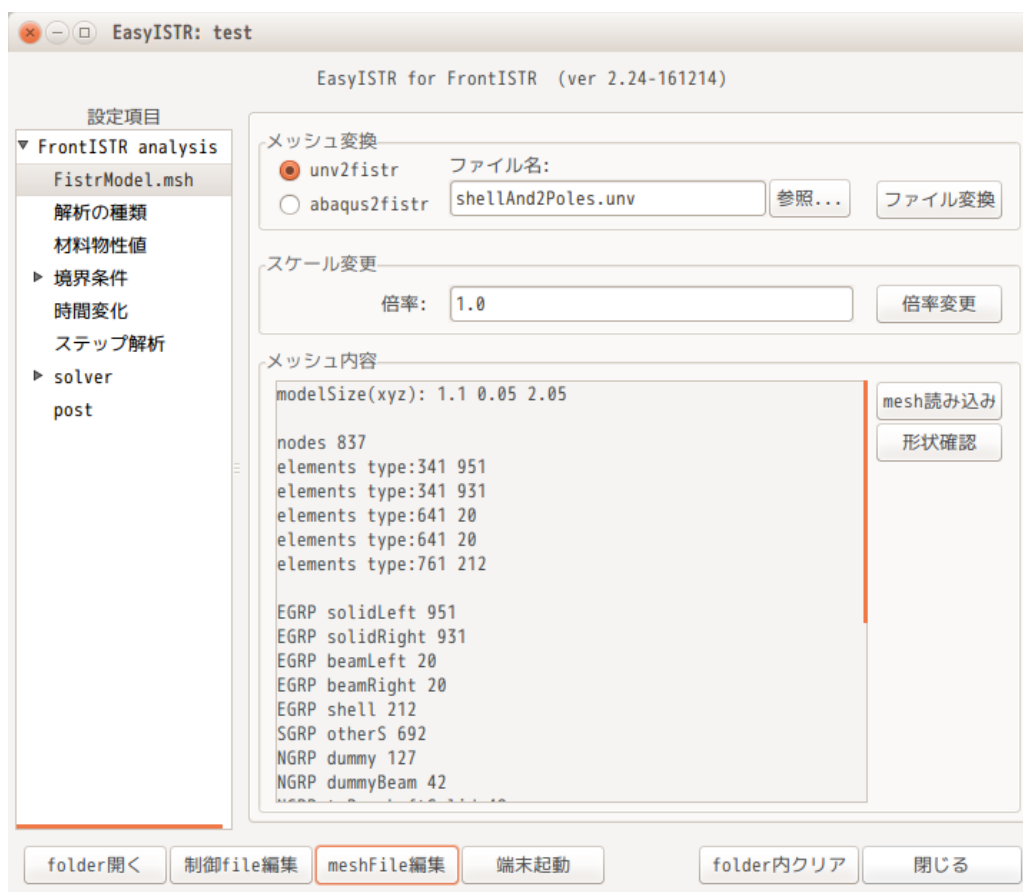 EasyISTR: test
EasyISTR for FrontISTR (ver 2.24-161214)
設定項目
FrontISTR analysis
FistrModel.msh
解析の種類
材料物性値
境界条件
時間変化
ステップ解析
solver
post
メッシュ変換
unv2fistr
ファイル名:
abaqus2fistr
shellAnd2Poles.unv
参照...
ファイル変換
スケール変更
倍率:
1.0
倍率変更
メッシュ内容
modelSize(xyz): 1.1 0.05 2.05
nodes 837
elements type:341 951
elements type:341 931
elements type:641 20
elements type:641 20
elements type:761 212
EGRP solidLeft 951
EGRP solidRight 931
EGRP beamLeft 20
EGRP beamRight 20
EGRP shell 212
SGRP otherS 692
NGRP dummy 127
NGRP dummyBeam 42
mesh読み込み
形状確認
folder開く
制御file編集
meshFile編集
端末起動
folder内クリア
閉じる